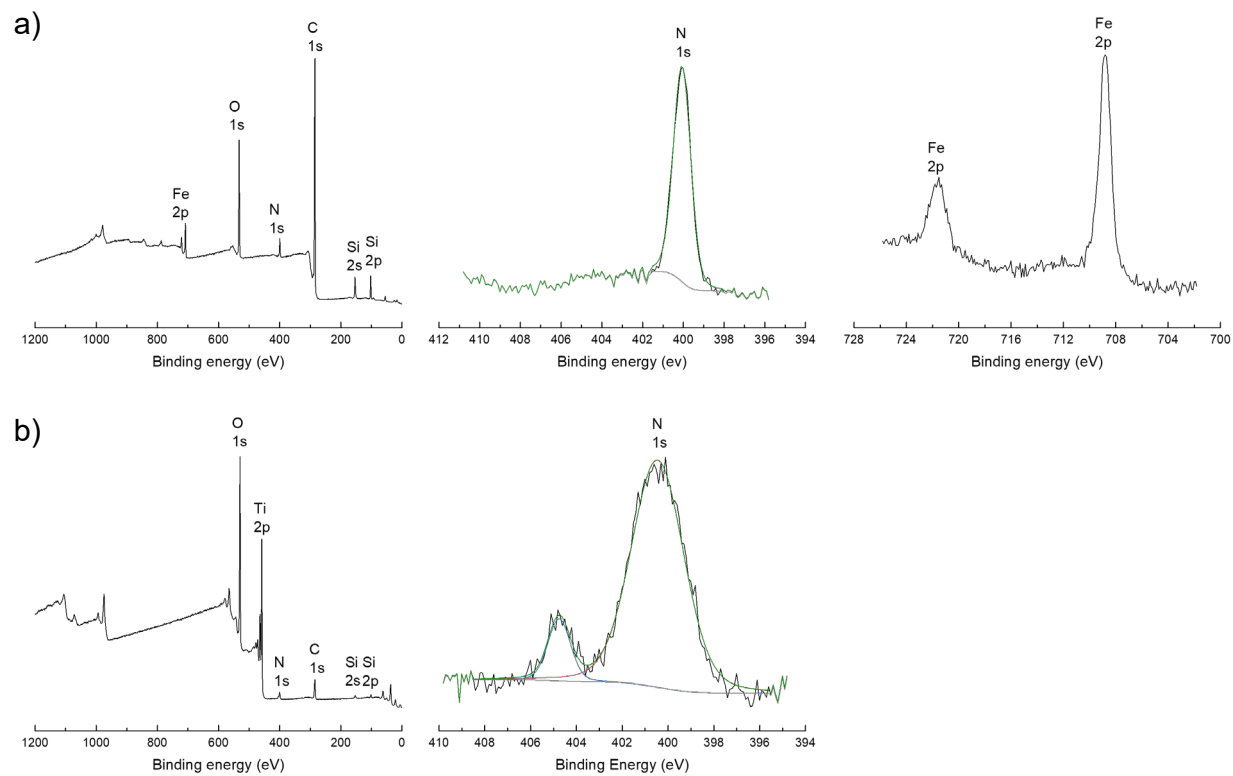 a)
C
1s
O
1s
Fe
2p
N
1s
Si
2s
Si
2p
1200 1000 800 600 400 200 0
Binding energy (eV)
N
1s
412 410 408 406 404 402 400 398 396 394
Binding energy (ev)
Fe
2p
Fe
2p
728 724 720 716 712 708 704 700
Binding energy (eV)
b)
O
1s
Ti
2p
N
1s
C
1s
Si
2s
Si
2p
1200 1000 800 600 400 200 0
Binding energy (eV)
N
1s
410 408 406 404 402 400 398 396 394
Binding Energy (eV)